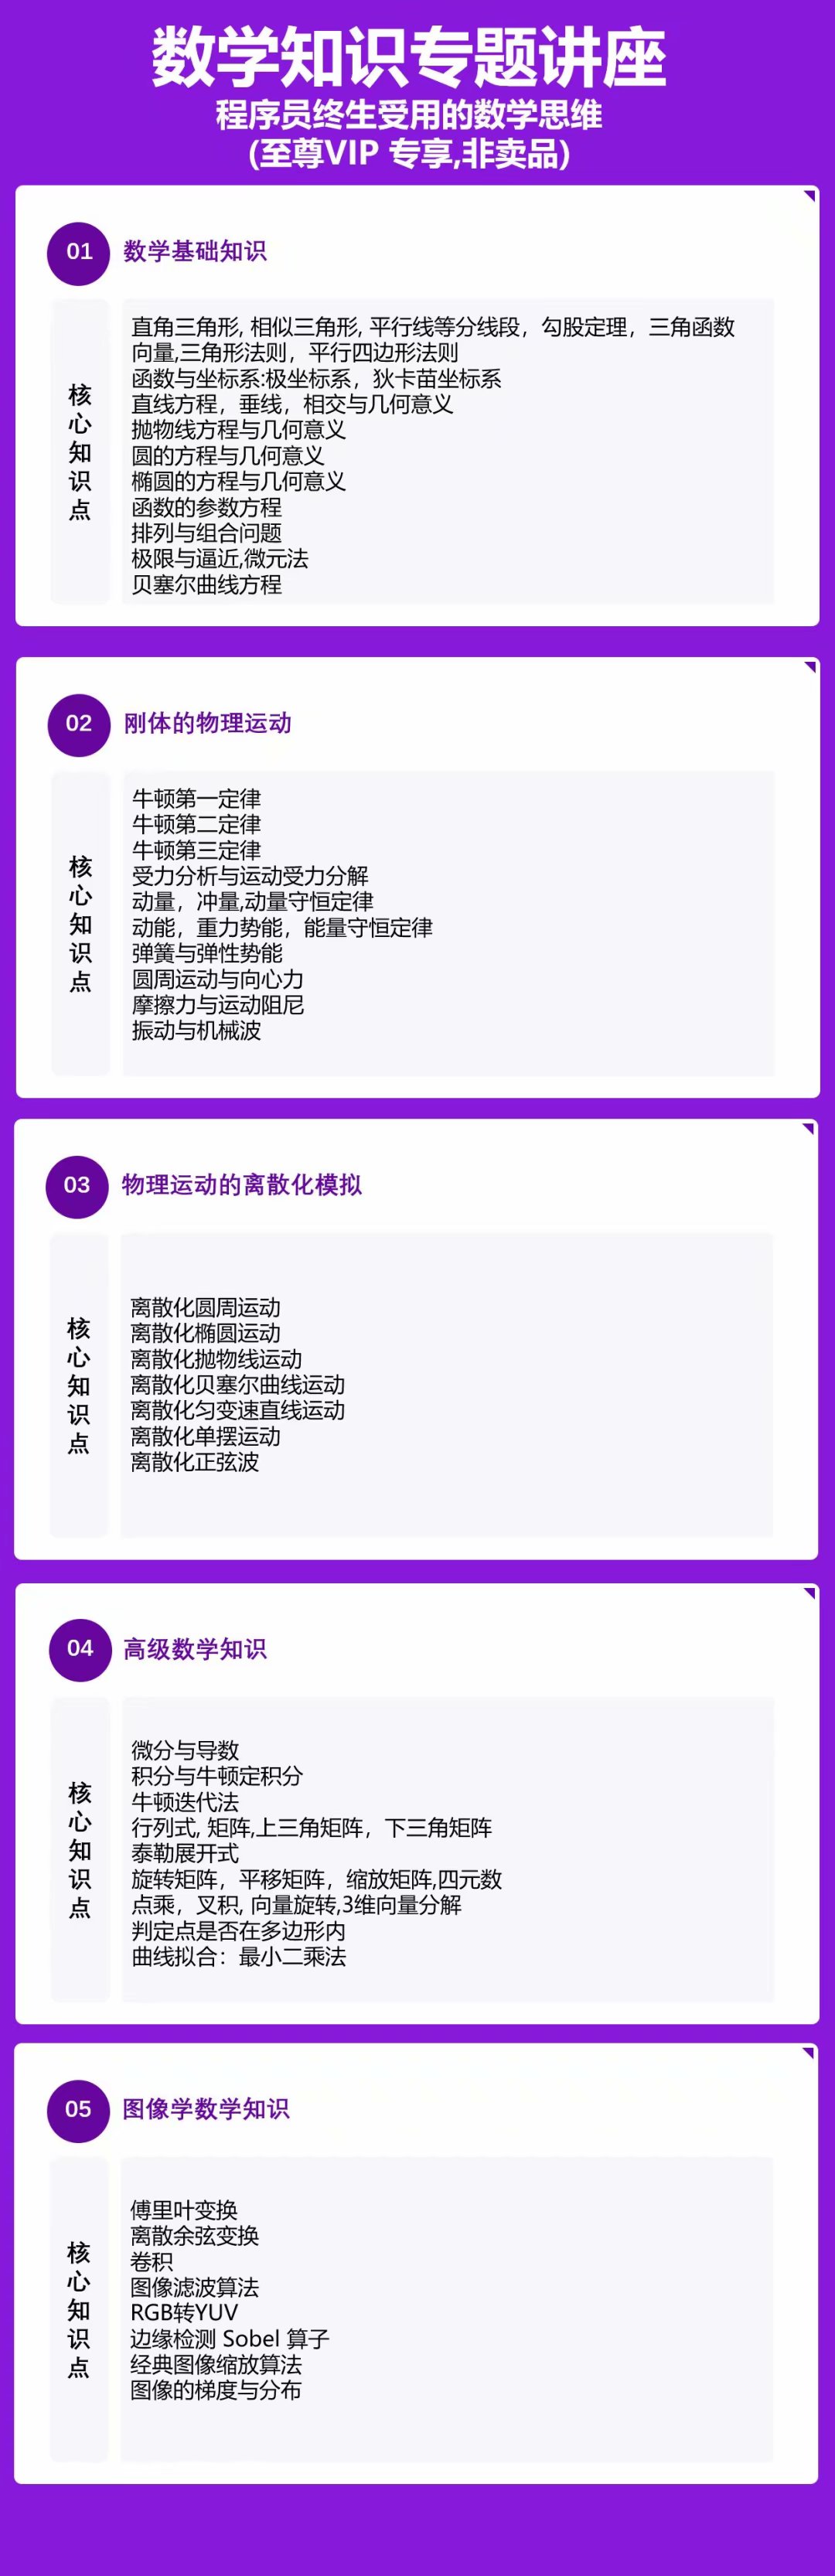 数学知识专题讲座
程序员终生受用的数学思维
(至尊VIP 专享,非卖品)
01 数学基础知识
核心知识点
直角三角形, 相似三角形, 平行线等分线段，勾股定理，三角函数
向量,三角形法则，平行四边形法则
函数与坐标系:极坐标系，狄卡苗坐标系
直线方程，垂线，相交与几何意义
抛物线方程与几何意义
圆的方程与几何意义
椭圆的方程与几何意义
函数的参数方程
排列与组合问题
极限与逼近,微元法
贝塞尔曲线方程
02 刚体的物理运动
核心知识点
牛顿第一定律
牛顿第二定律
牛顿第三定律
受力分析与运动受力分解
动量，冲量,动量守恒定律
动能，重力势能，能量守恒定律
弹簧与弹性势能
圆周运动与向心力
摩擦力与运动阻尼
振动与机械波
03 物理运动的离散化模拟
核心知识点
离散化圆周运动
离散化椭圆运动
离散化抛物线运动
离散化贝塞尔曲线运动
离散化匀变速直线运动
离散化单摆运动
离散化正弦波
04 高级数学知识
核心知识点
微分与导数
积分与牛顿定积分
牛顿迭代法
行列式, 矩阵,上三角矩阵，下三角矩阵
泰勒展开式
旋转矩阵，平移矩阵，缩放矩阵,四元数
点乘，叉积, 向量旋转,3维向量分解
判定点是否在多边形内
曲线拟合：最小二乘法
05 图像学数学知识
核心知识点
傅里叶变换
离散余弦变换
卷积
图像滤波算法
RGB转YUV
边缘检测 Sobel 算子
经典图像缩放算法
图像的梯度与分布